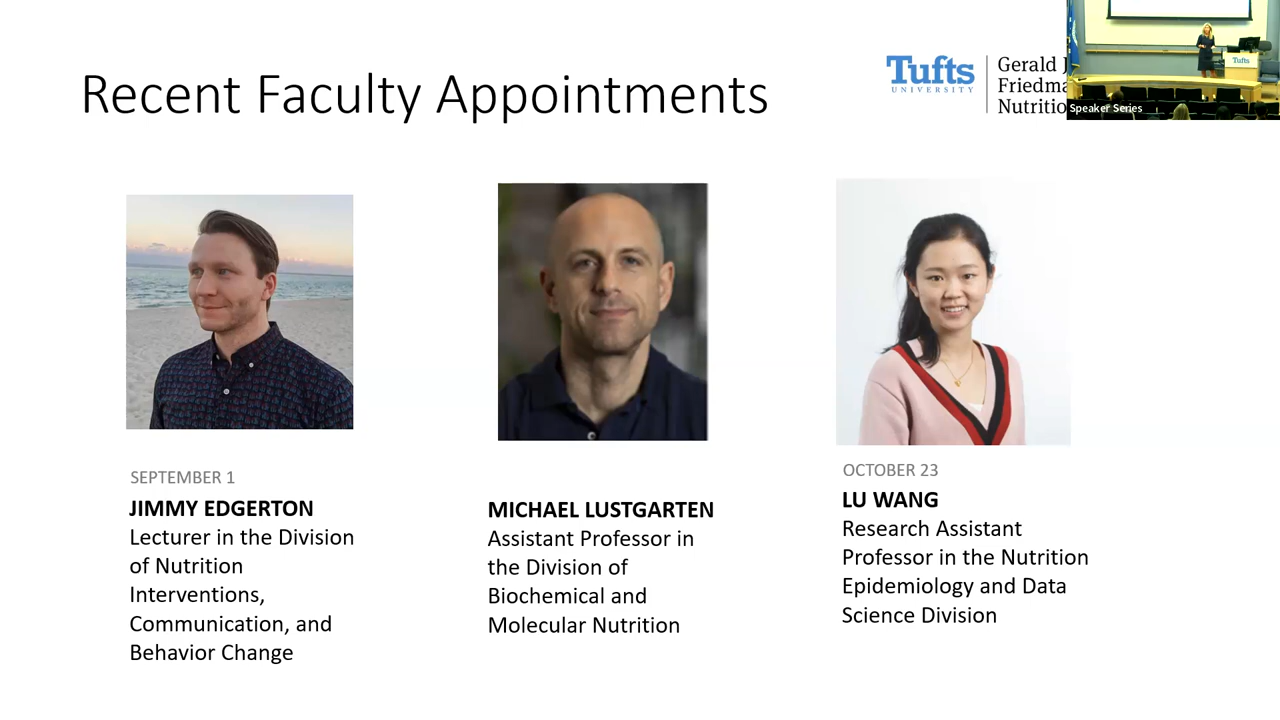 Recent Faculty Appointments
Tufts
UNIVERSITY
Gerald J
Friedma
Nutritio
Tufts
Speaker Series
SEPTEMBER 1
JIMMY EDGERTON
Lecturer in the Division
of Nutrition
Interventions,
Communication, and
Behavior Change
MICHAEL LUSTGARTEN
Assistant Professor in
the Division of
Biochemical and
Molecular Nutrition
OCTOBER 23
LU WANG
Research Assistant
Professor in the Nutrition
Epidemiology and Data
Science Division